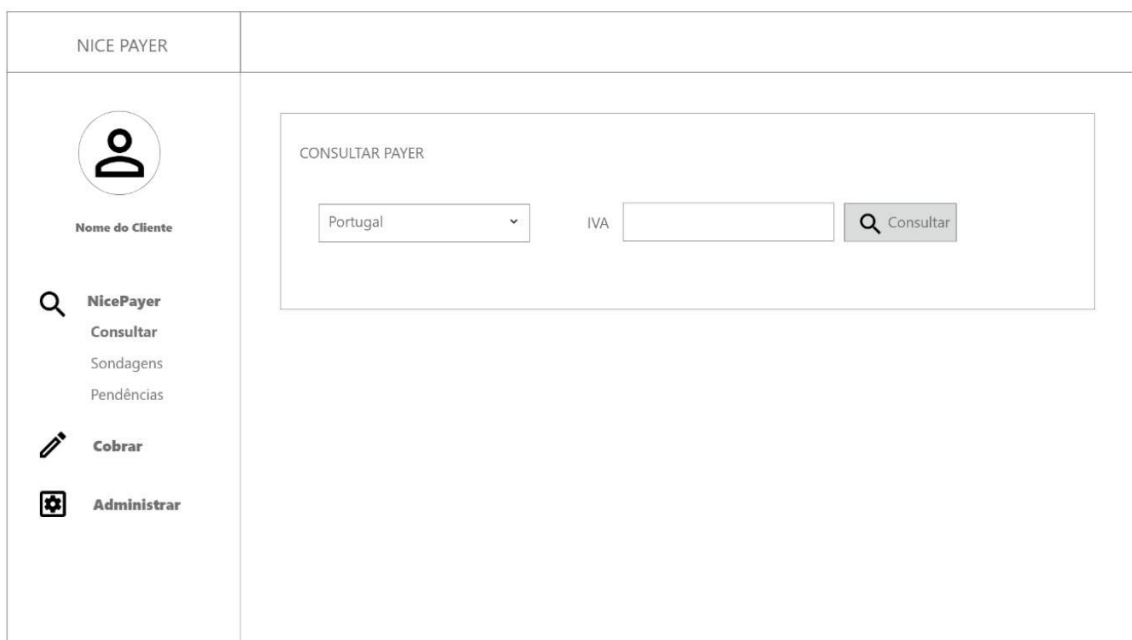 NICE PAYER
Nome do Cliente
NicePayer
Consultar
Sondagens
Pendências
Cobrar
Administrar
CONSULTAR PAYER
Portugal
IVA
Consultar